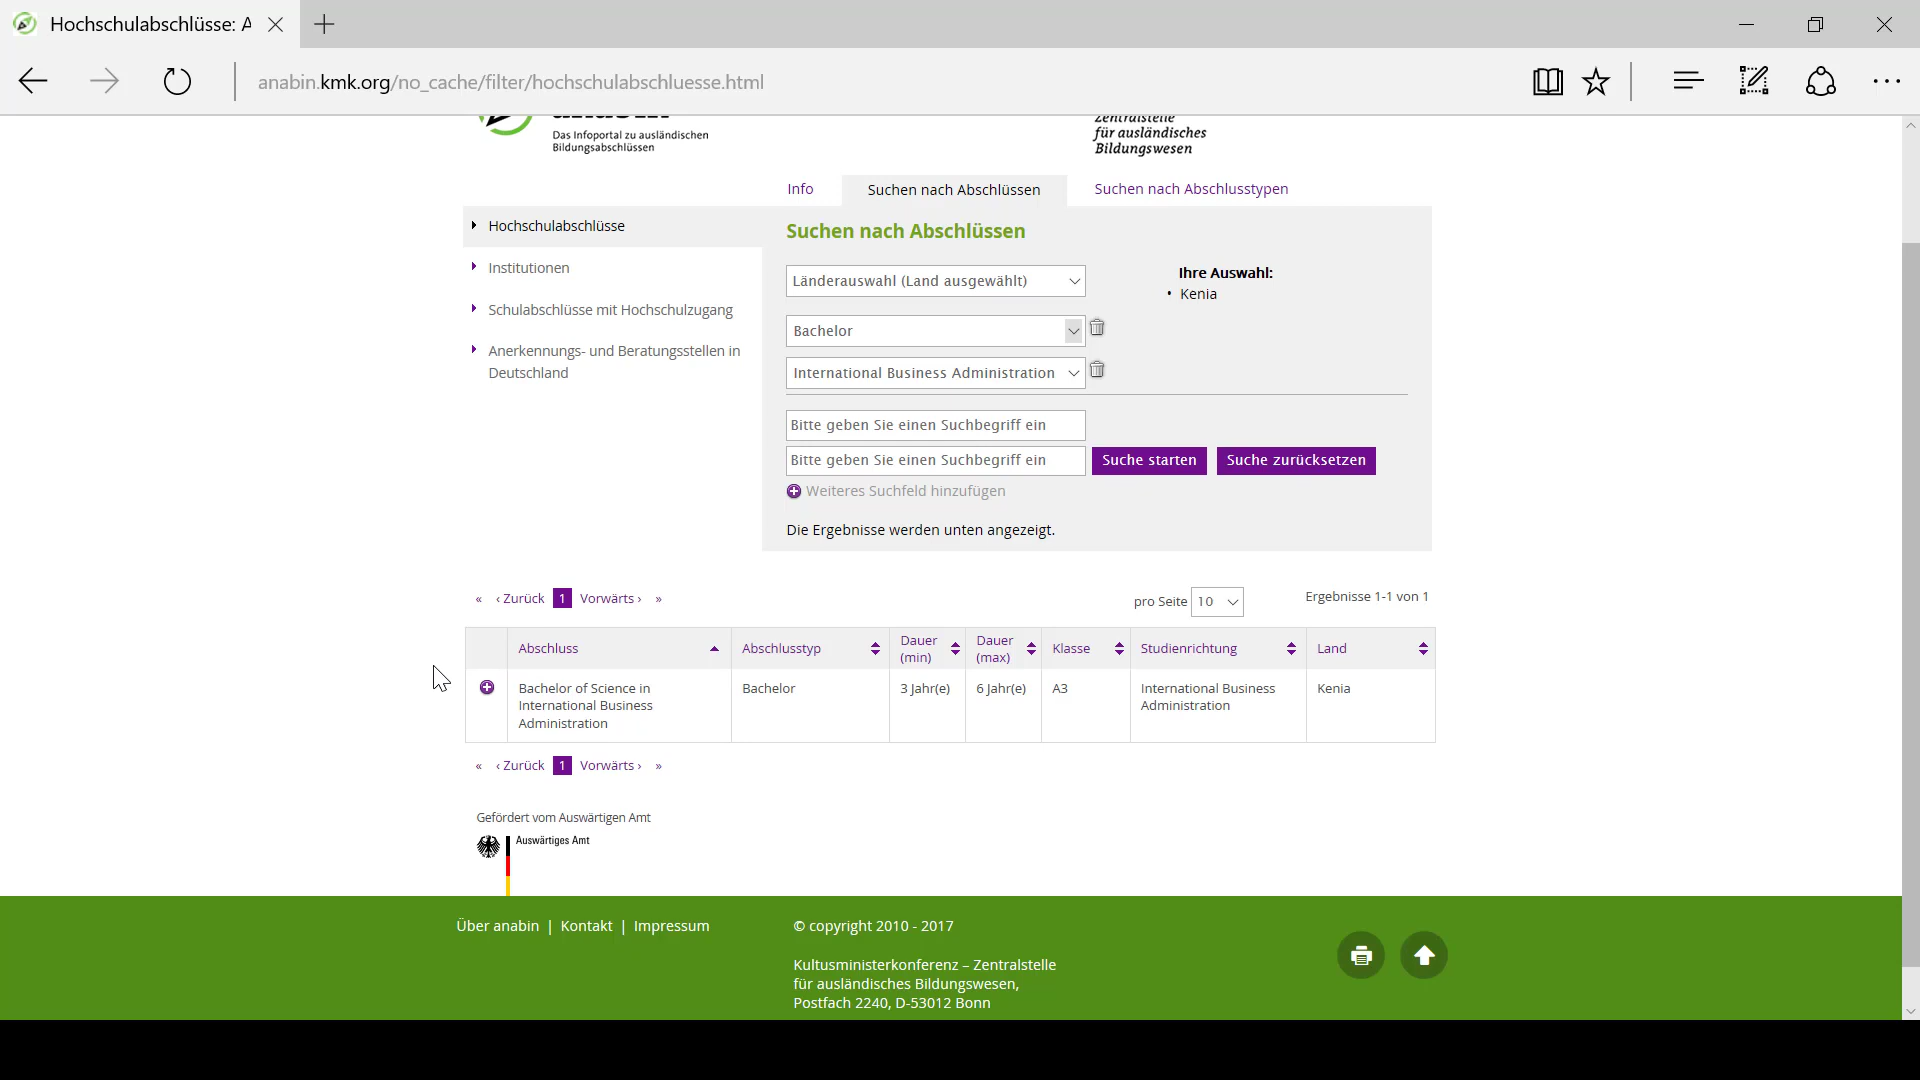 Hochschulabschlüsse: A
anabin.kmk.org/no_cache/filter/hochschulabschluesse.html
Das Infoportal zu ausländischen
Bildungsabschlüssen
Zentralstelle
für ausländisches
Bildungswesen
Info
Suchen nach Abschlüssen
Suchen nach Abschlusstypen
Hochschulabschlüsse
Institutionen
Schulabschlüsse mit Hochschulzugang
Anerkennungs- und Beratungsstellen in
Deutschland
Suchen nach Abschlüssen
Länderauswahl (Land ausgewählt)
Ihre Auswahl:
• Kenia
Bachelor
International Business Administration
Bitte geben Sie einen Suchbegriff ein
Bitte geben Sie einen Suchbegriff ein
Suche starten
Suche zurücksetzen
Weiteres Suchfeld hinzufügen
Die Ergebnisse werden unten angezeigt.
« ‹ Zurück 1 Vorwärts › »
pro Seite 10
Ergebnisse 1-1 von 1
Abschluss
Abschlusstyp
Dauer
(min)
Dauer
(max)
Klasse
Studienrichtung
Land
Bachelor of Science in
International Business
Administration
Bachelor
3 Jahr(e)
6 Jahr(e)
A3
International Business
Administration
Kenia
« ‹ Zurück 1 Vorwärts › »
Gefördert vom Auswärtigen Amt
Auswärtiges Amt
Über anabin | Kontakt | Impressum
© copyright 2010 - 2017
Kultusministerkonferenz – Zentralstelle
für ausländisches Bildungswesen,
Postfach 2240, D-53012 Bonn